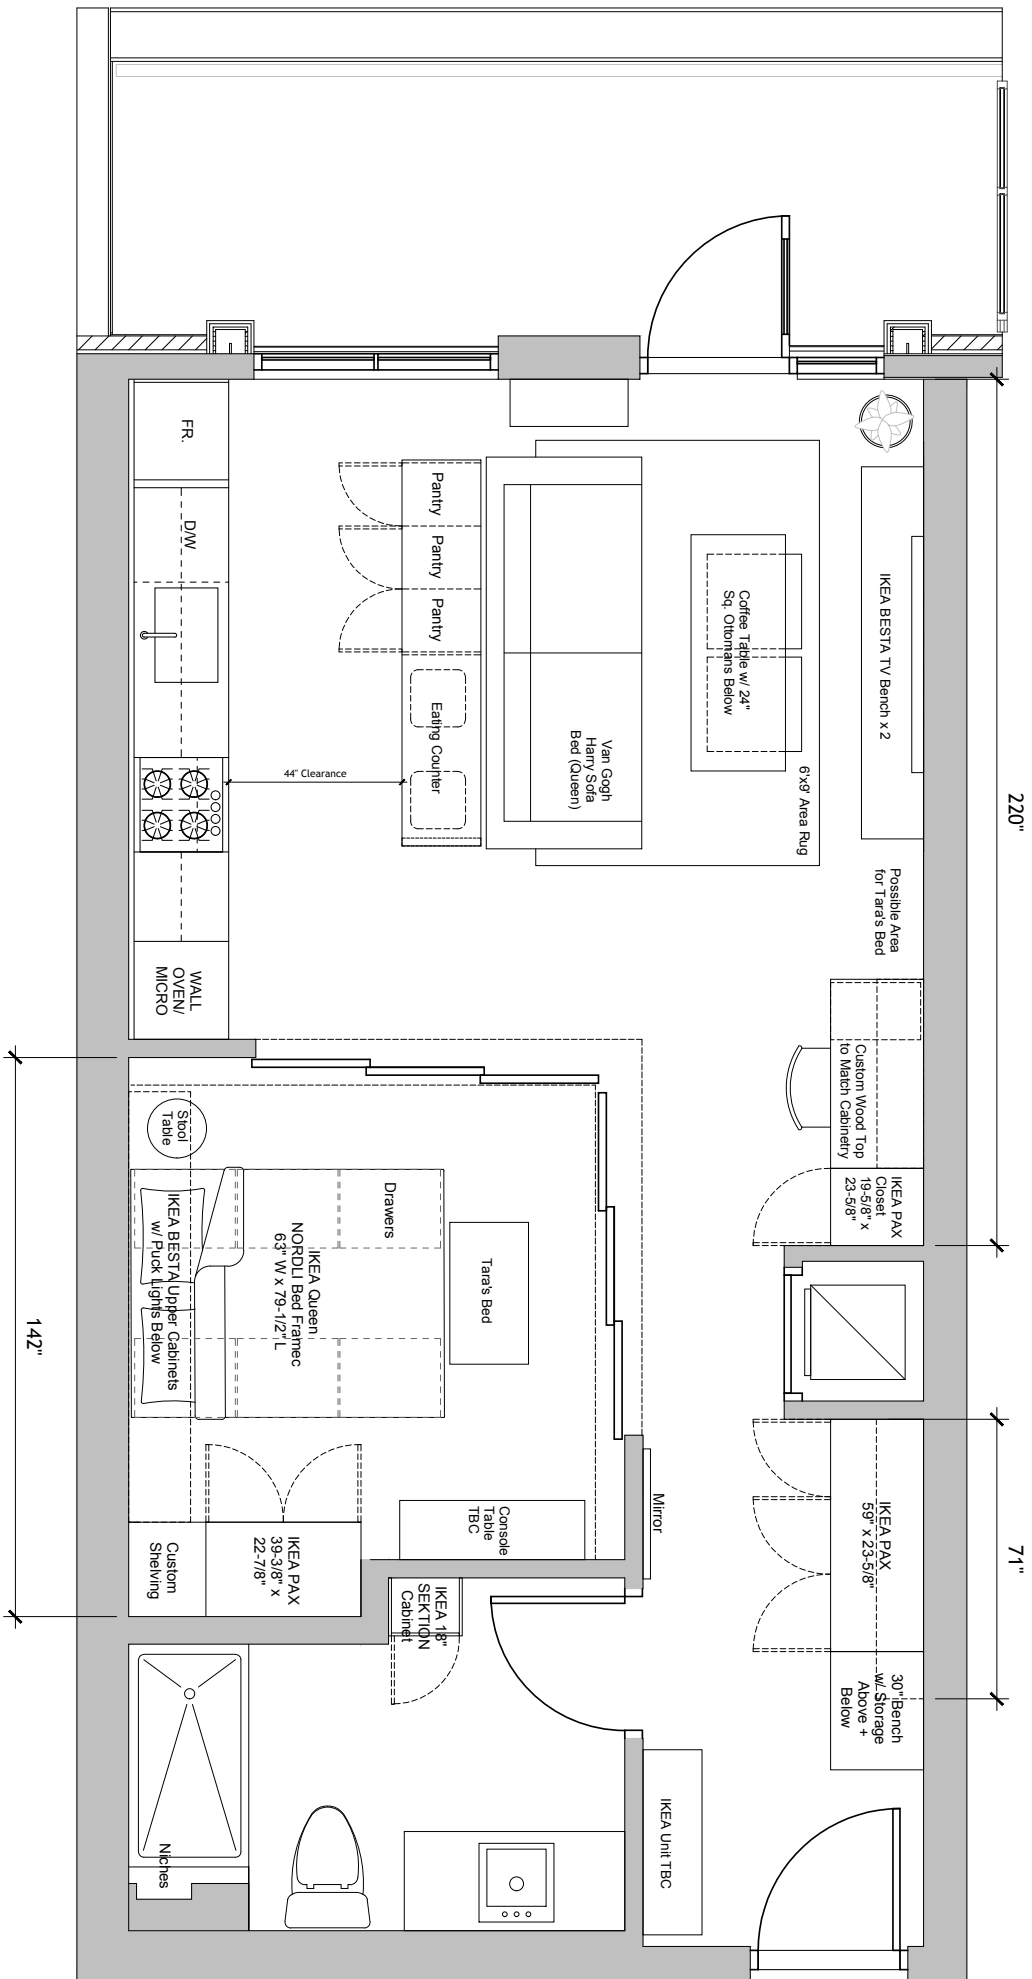 FR.
D/W
WALL
OVEN/
MICRO
Pantry
Pantry
Pantry
Eating Counter
44" Clearance
Van Gogh
Harry Sofa
Bed (Queen)
Coffee Table w/ 24"
Sq. Ottomans Below
6'x9' Area Rug
IKEA BESTA TV Bench x 2
Possible Area
for Tara's Bed
Custom Wood Top
to Match Cabinetry
IKEA PAX
Closet
19-5/8" x
23-5/8"
220"
71"
142"
Stool
Table
IKEA BESTA Upper Cabinets
w/ Puck Lights Below
IKEA Queen
NORDLI Bed Framec
63" W x 79-1/2" L
Drawers
Tara's Bed
Console
Table
TBC
Mirror
IKEA PAX
39-3/8" x
22-7/8"
Custom
Shelving
IKEA 18"
SEKTION
Cabinet
IKEA PAX
59" x 23-5/8"
30" Bench
w/ Storage
Above +
Below
IKEA Unit TBC
Niches